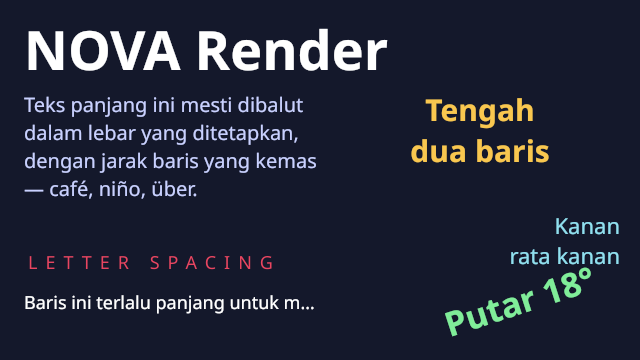 NOVA Render
Teks panjang ini mesti dibalut
dalam lebar yang ditetapkan,
dengan jarak baris yang kemas
— café, niño, über.
Tengah
dua baris
Kanan
rata kanan
LETTER SPACING
Putar 18°
Baris ini terlalu panjang untuk m...